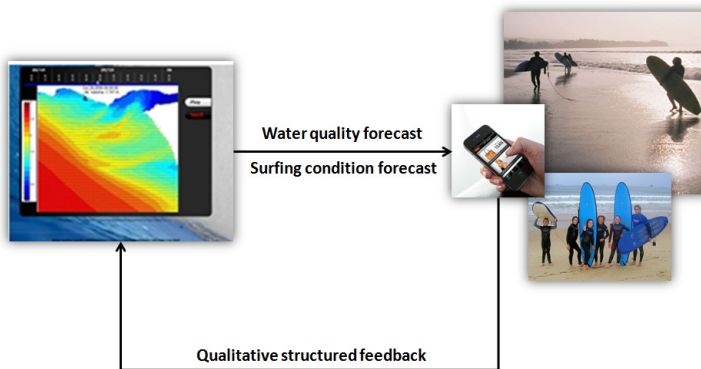 Water quality forecast
Surfing condition forecast
Qualitative structured feedback